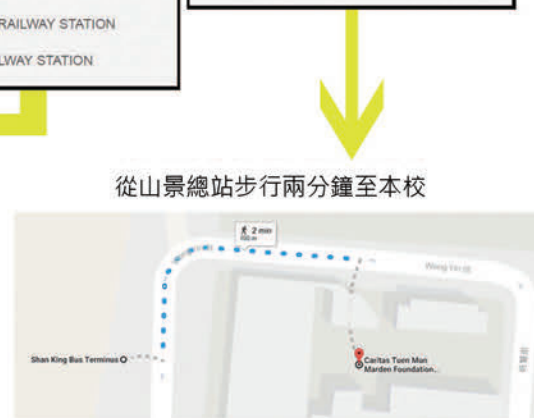 RAILWAY STATION
LWAY STATION
從山景總站步行兩分鐘至本校
2 min
Shan King Bus Terminus
Caritas Tuen Mun
Marden Foundation...